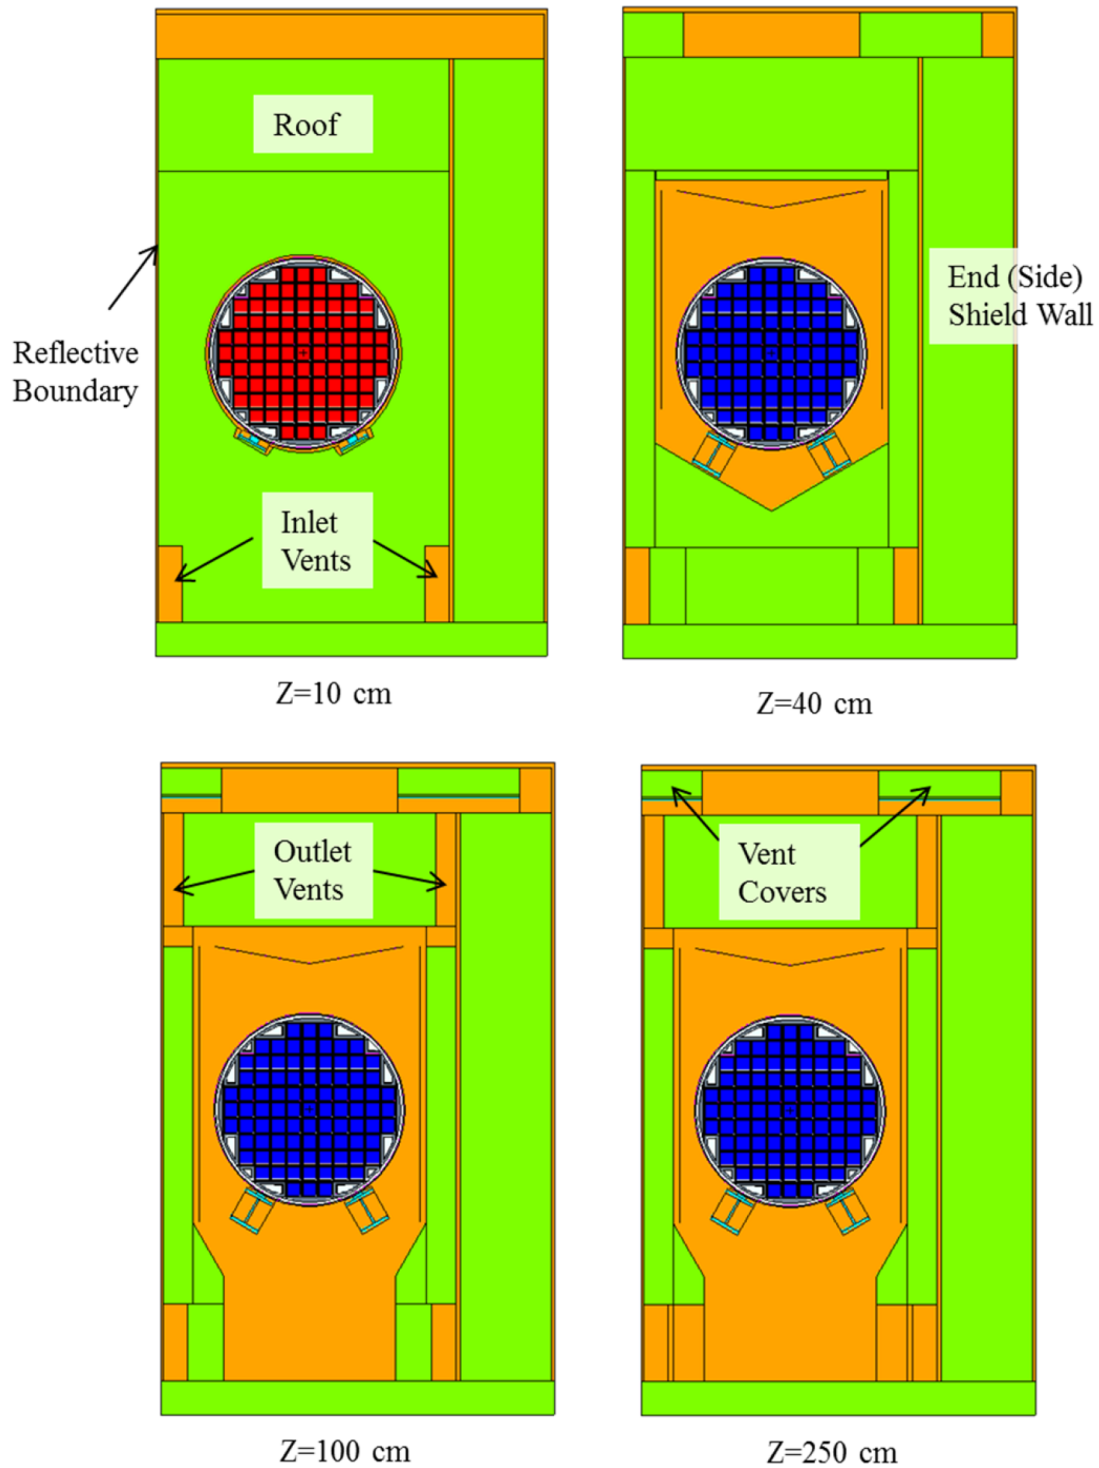 Roof
Reflective
Boundary
Inlet
Vents
Z=10 cm
End (Side)
Shield Wall
Z=40 cm
Outlet
Vents
Z=100 cm
Vent
Covers
Z=250 cm